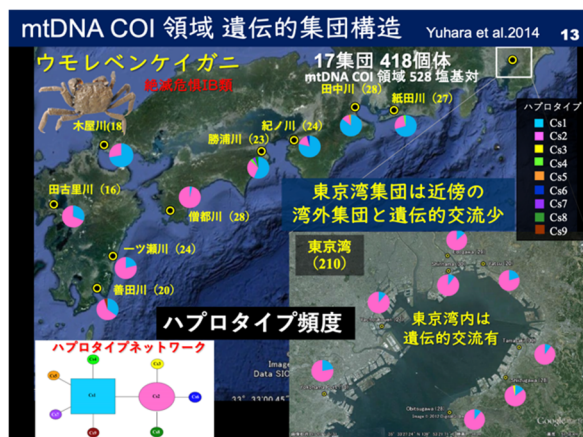 mtDNA COI 領域 遺伝的集団構造
Yuhara et al.2014
13
ウモレベンケイガニ
絶滅危惧IB類
17集団 418個体
mtDNA COI 領域 528 塩基対
田中川(28)
紙田川(27)
木屋川(18
勝浦川
(23)
紀ノ川
(24)
ハプロタイプ
Cs1
Cs2
Cs3
Cs4
Cs5
Cs6
Cs7
Cs8
Cs9
田古里川(16)
僧都川(28)
東京湾集団は近傍の
湾外集団と遺伝的交流少
東京湾
(210)
一ツ瀬川(24)
善田川(20)
東京湾内は
遺伝的交流有
ハプロタイプ頻度
ハプロタイプネットワーク
Cs1
Cs2
Image
Data SIO
33° 33'00.45"
Google